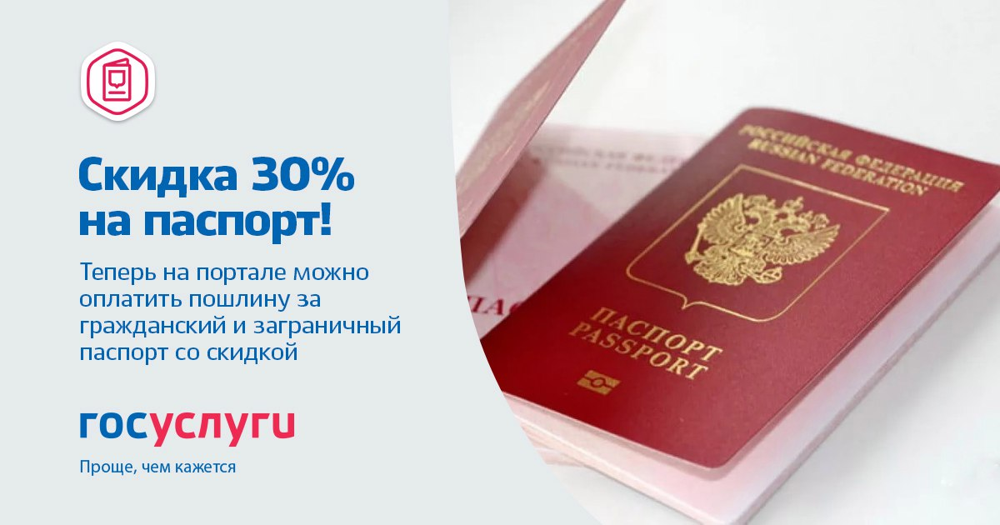 Скидка 30%
на паспорт!
Теперь на портале можно
оплатить пошлину за
гражданский и заграничный
паспорт со скидкой
госуслуги
Проще, чем кажется
РОССИЙСКАЯ ФЕДЕРАЦИЯ
RUSSIAN FEDERATION
ПАСПОРТ
PASSPORT